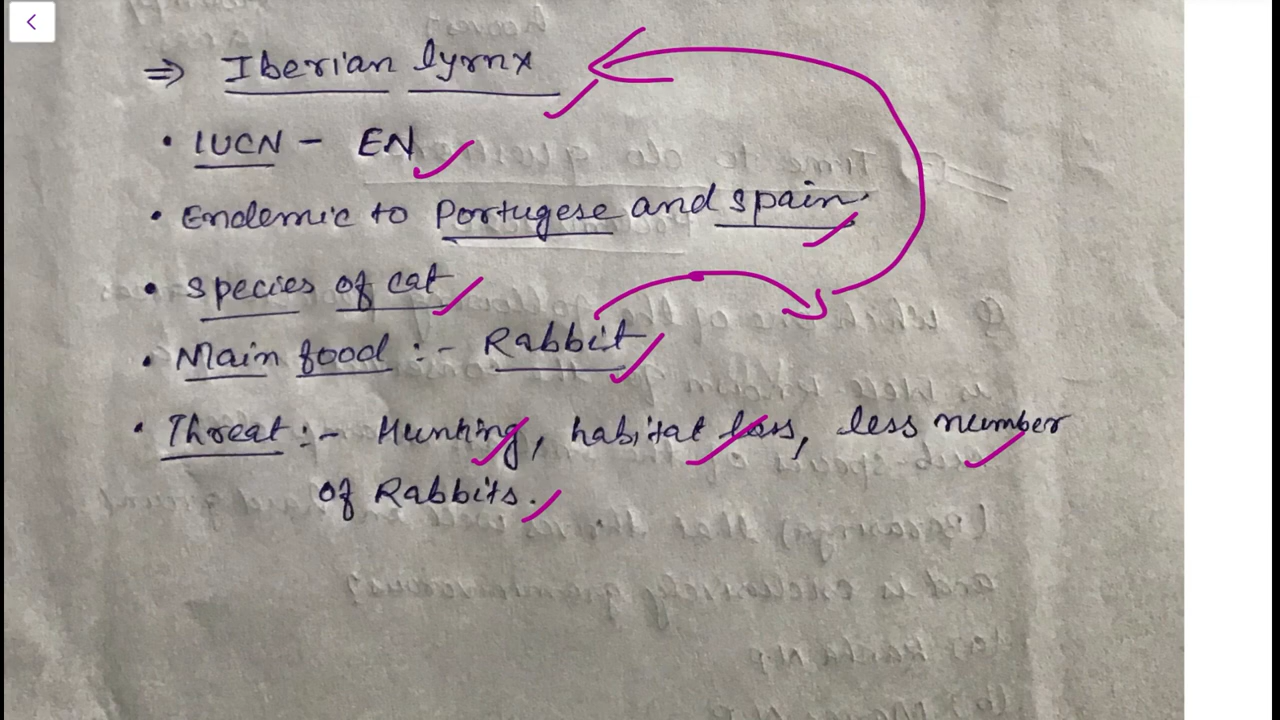 ⇒ Iberian lyrnx
• IUCN - EN
• Endemic to Portugese and spain.
• species of cat
• Main food :- Rabbit
• Threat :- Hunting, habitat loss, less number
of Rabbits.